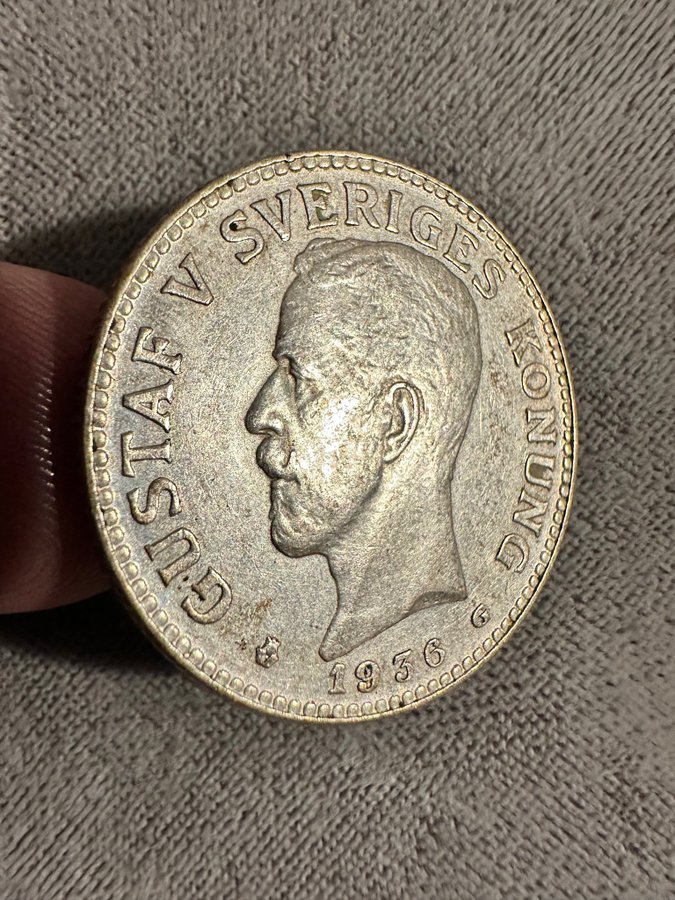 GUSTAF V SVERIGES KONUNG
1936 G